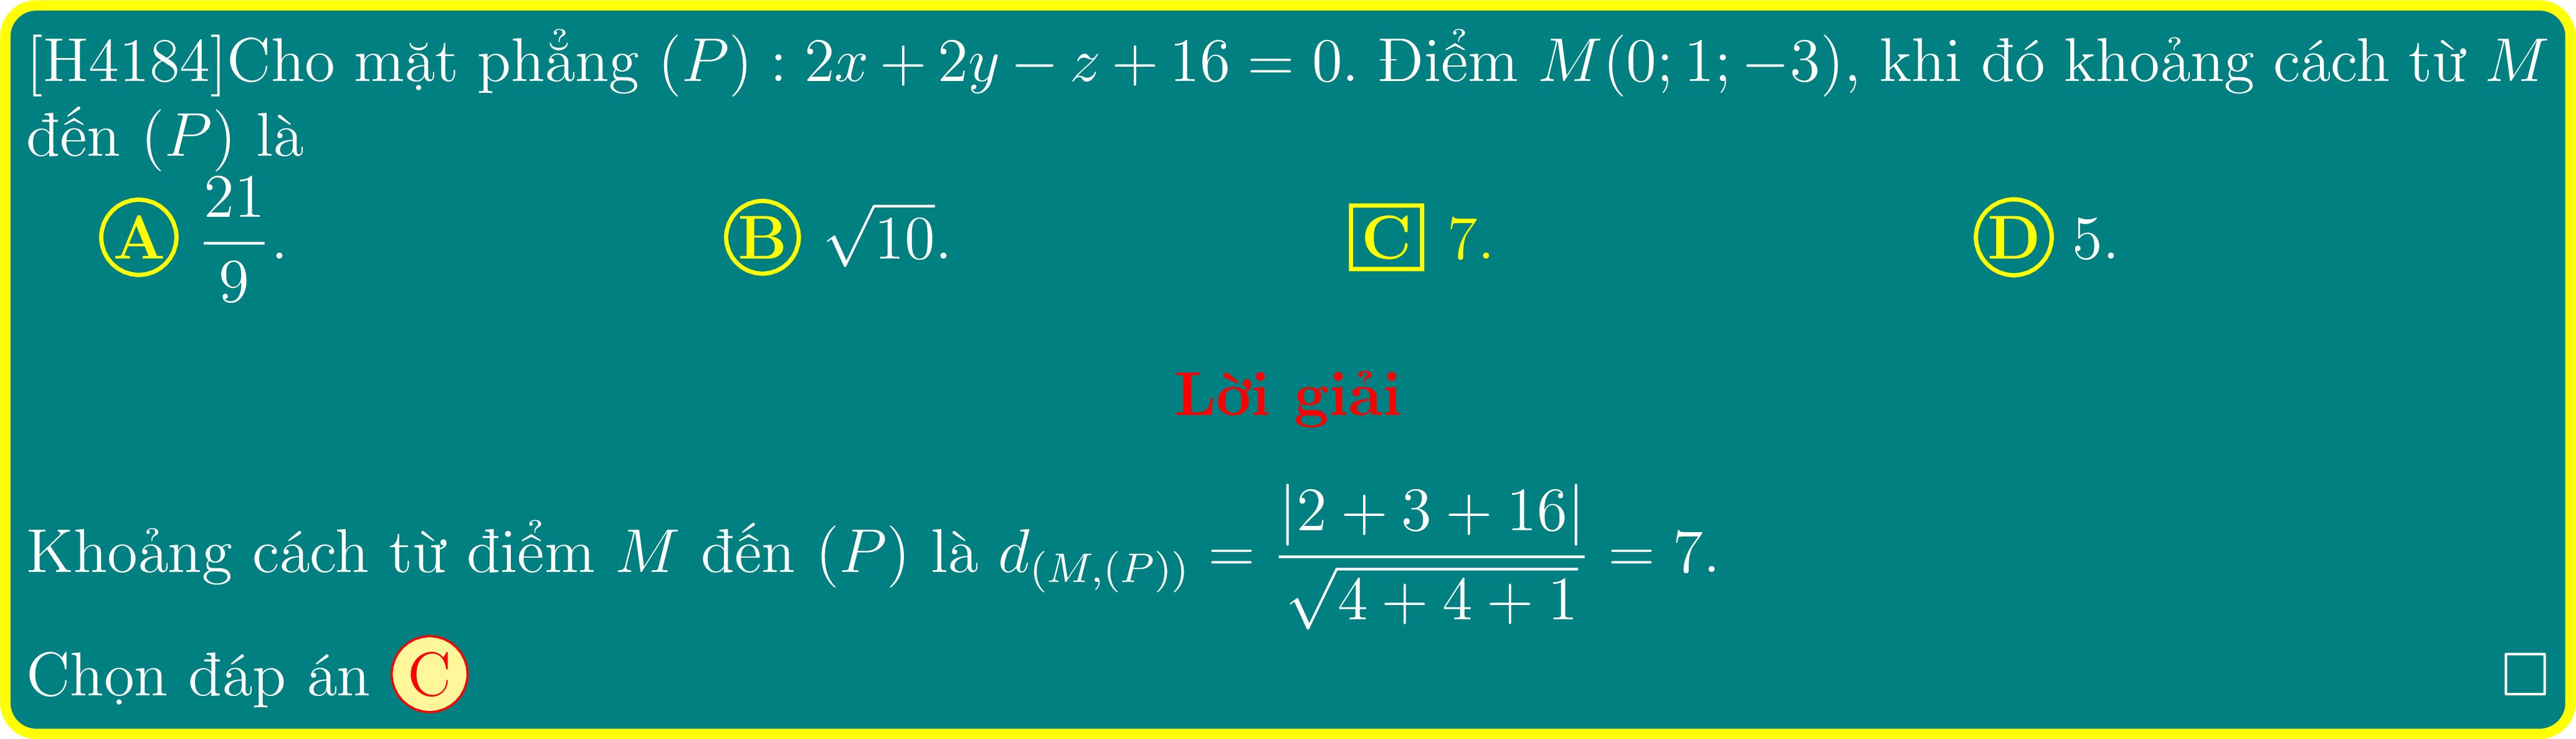 [H4184]Cho mặt phẳng (P) : 2x + 2y − z + 16 = 0. Điểm M(0; 1; −3), khi đó khoảng cách từ M
đến (P) là
A $\frac{21}{9}$. B $\sqrt{10}$. C 7. D 5.
Lời giải
Khoảng cách từ điểm M đến (P) là $d_{(M,(P))} = \frac{|2 + 3 + 16|}{\sqrt{4 + 4 + 1}} = 7$.
Chọn đáp án C □